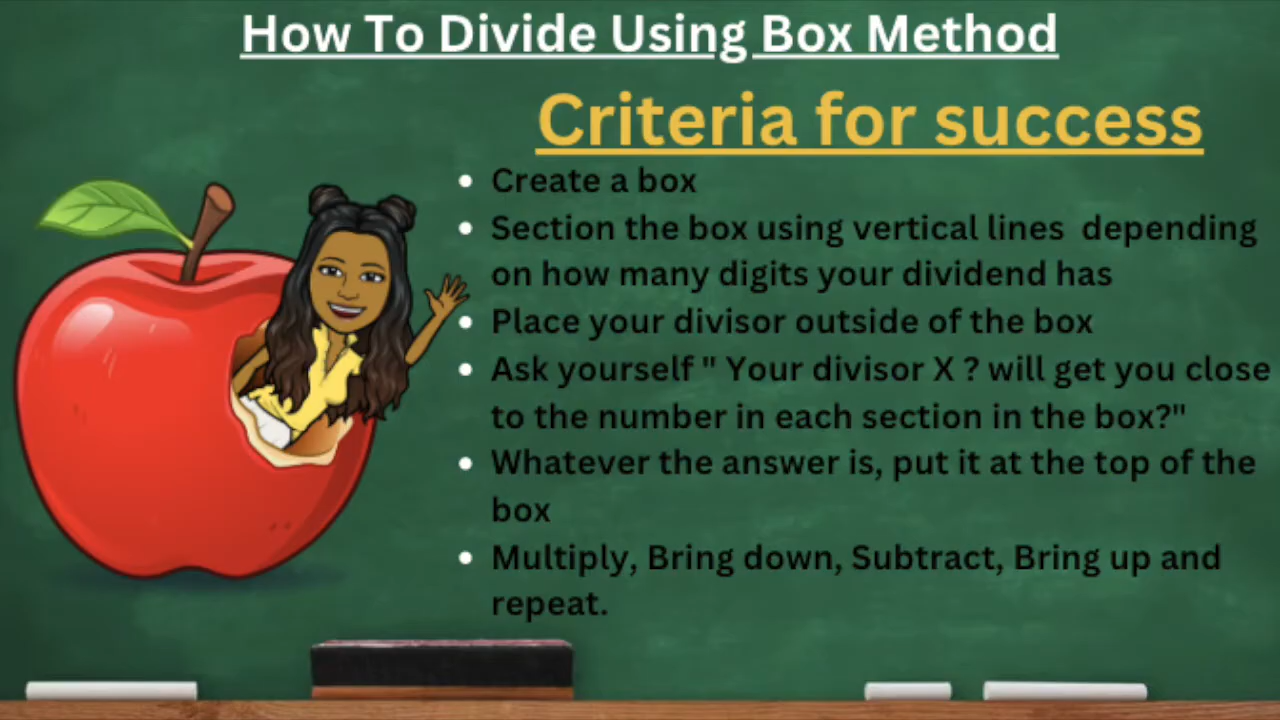 How To Divide Using Box Method
Criteria for success
• Create a box
• Section the box using vertical lines  depending
on how many digits your dividend has
• Place your divisor outside of the box
• Ask yourself " Your divisor X ? will get you close
to the number in each section in the box?"
• Whatever the answer is, put it at the top of the
box
• Multiply, Bring down, Subtract, Bring up and
repeat.